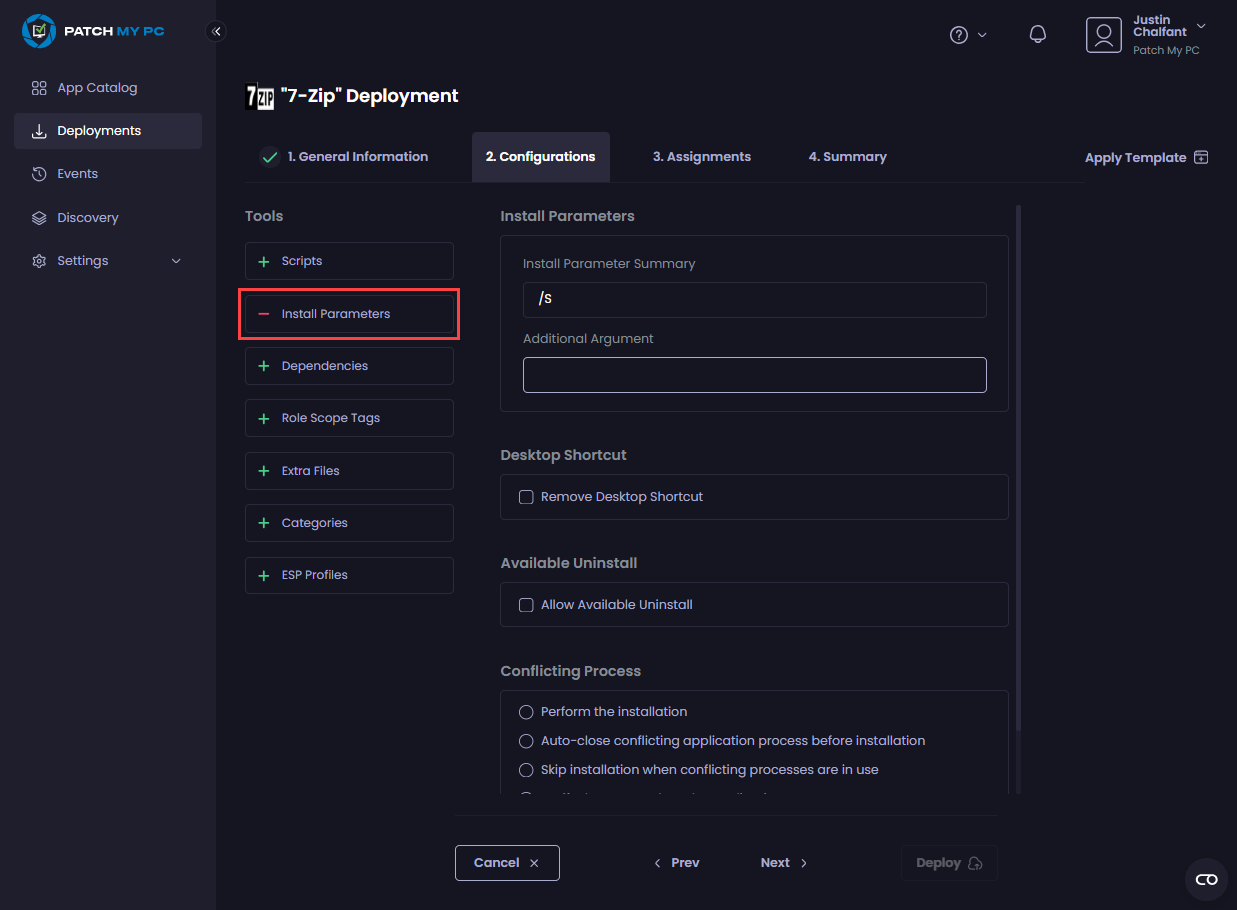 PATCH MY PC
Justin
Chalfant
Patch My PC
App Catalog
Deployments
Events
Discovery
Settings
7 ZIP "7-Zip" Deployment
1. General Information
2. Configurations
3. Assignments
4. Summary
Apply Template
Tools
Scripts
Install Parameters
Dependencies
Role Scope Tags
Extra Files
Categories
ESP Profiles
Install Parameters
Install Parameter Summary
/S
Additional Argument
Desktop Shortcut
Remove Desktop Shortcut
Available Uninstall
Allow Available Uninstall
Conflicting Process
Perform the installation
Auto-close conflicting application process before installation
Skip installation when conflicting processes are in use
Cancel
Prev
Next
Deploy